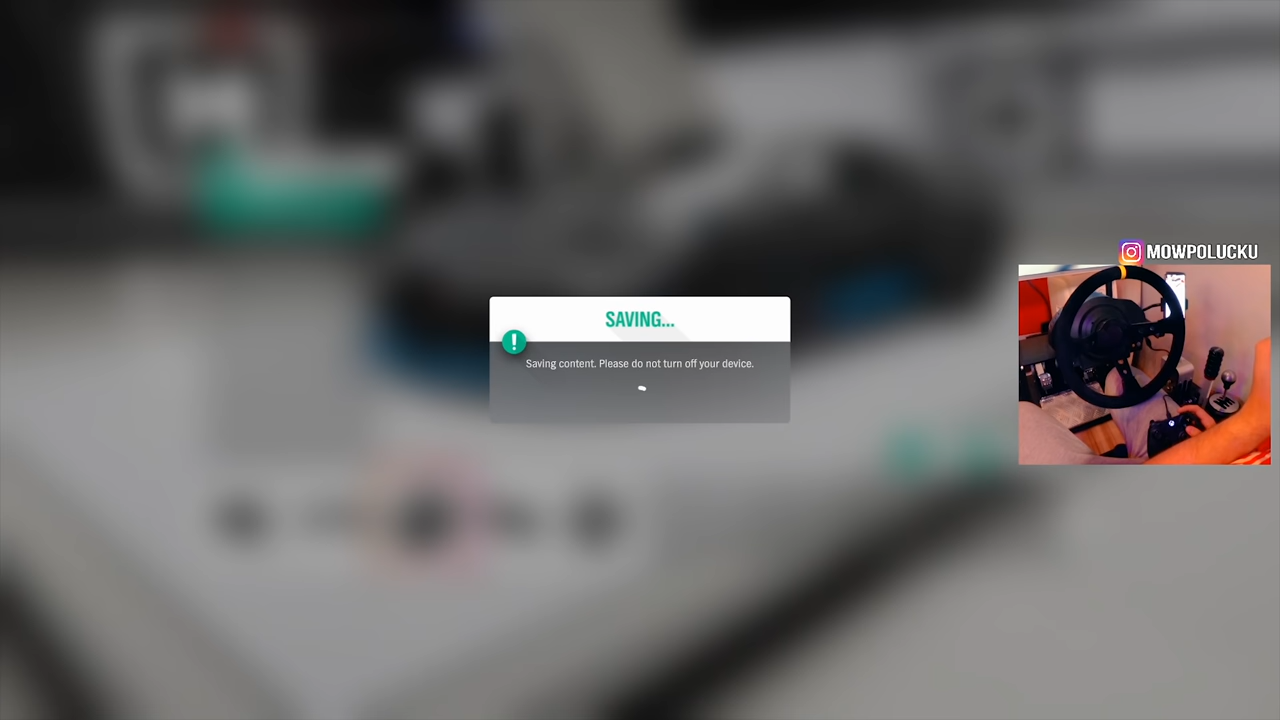 MOWPOLUCKU
SAVING...
Saving content. Please do not turn off your device.